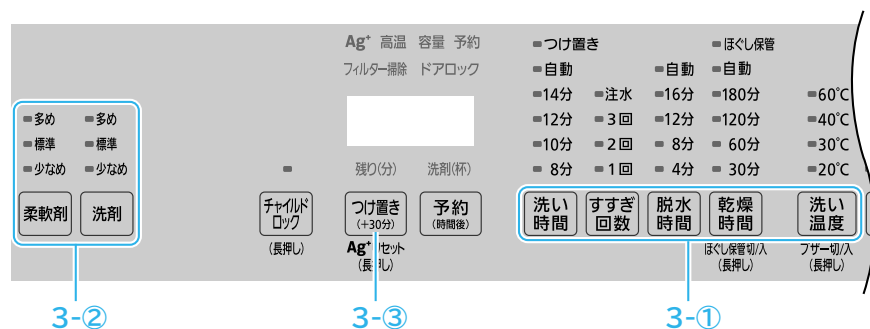 Ag⁺ 高温 容量 予約
フィルター掃除 ドアロック
残り(分) 洗剤(杯)
多め 多め
標準 標準
少なめ 少なめ
柔軟剤 洗剤
チャイルド
ロック
(長押し)
つけ置き
(+30分)
Ag⁺リセット
(長押し)
予約
(時間後)
つけ置き ほぐし保管
自動 自動 自動
14分 注水 16分 180分 60℃
12分 3回 12分 120分 40℃
10分 2回 8分 60分 30℃
8分 1回 4分 30分 20℃
洗い
時間
すすぎ
回数
脱水
時間
乾燥
時間
ほぐし保管切/入
(長押し)
洗い
温度
ブザー切/入
(長押し)
3-② 3-③ 3-①